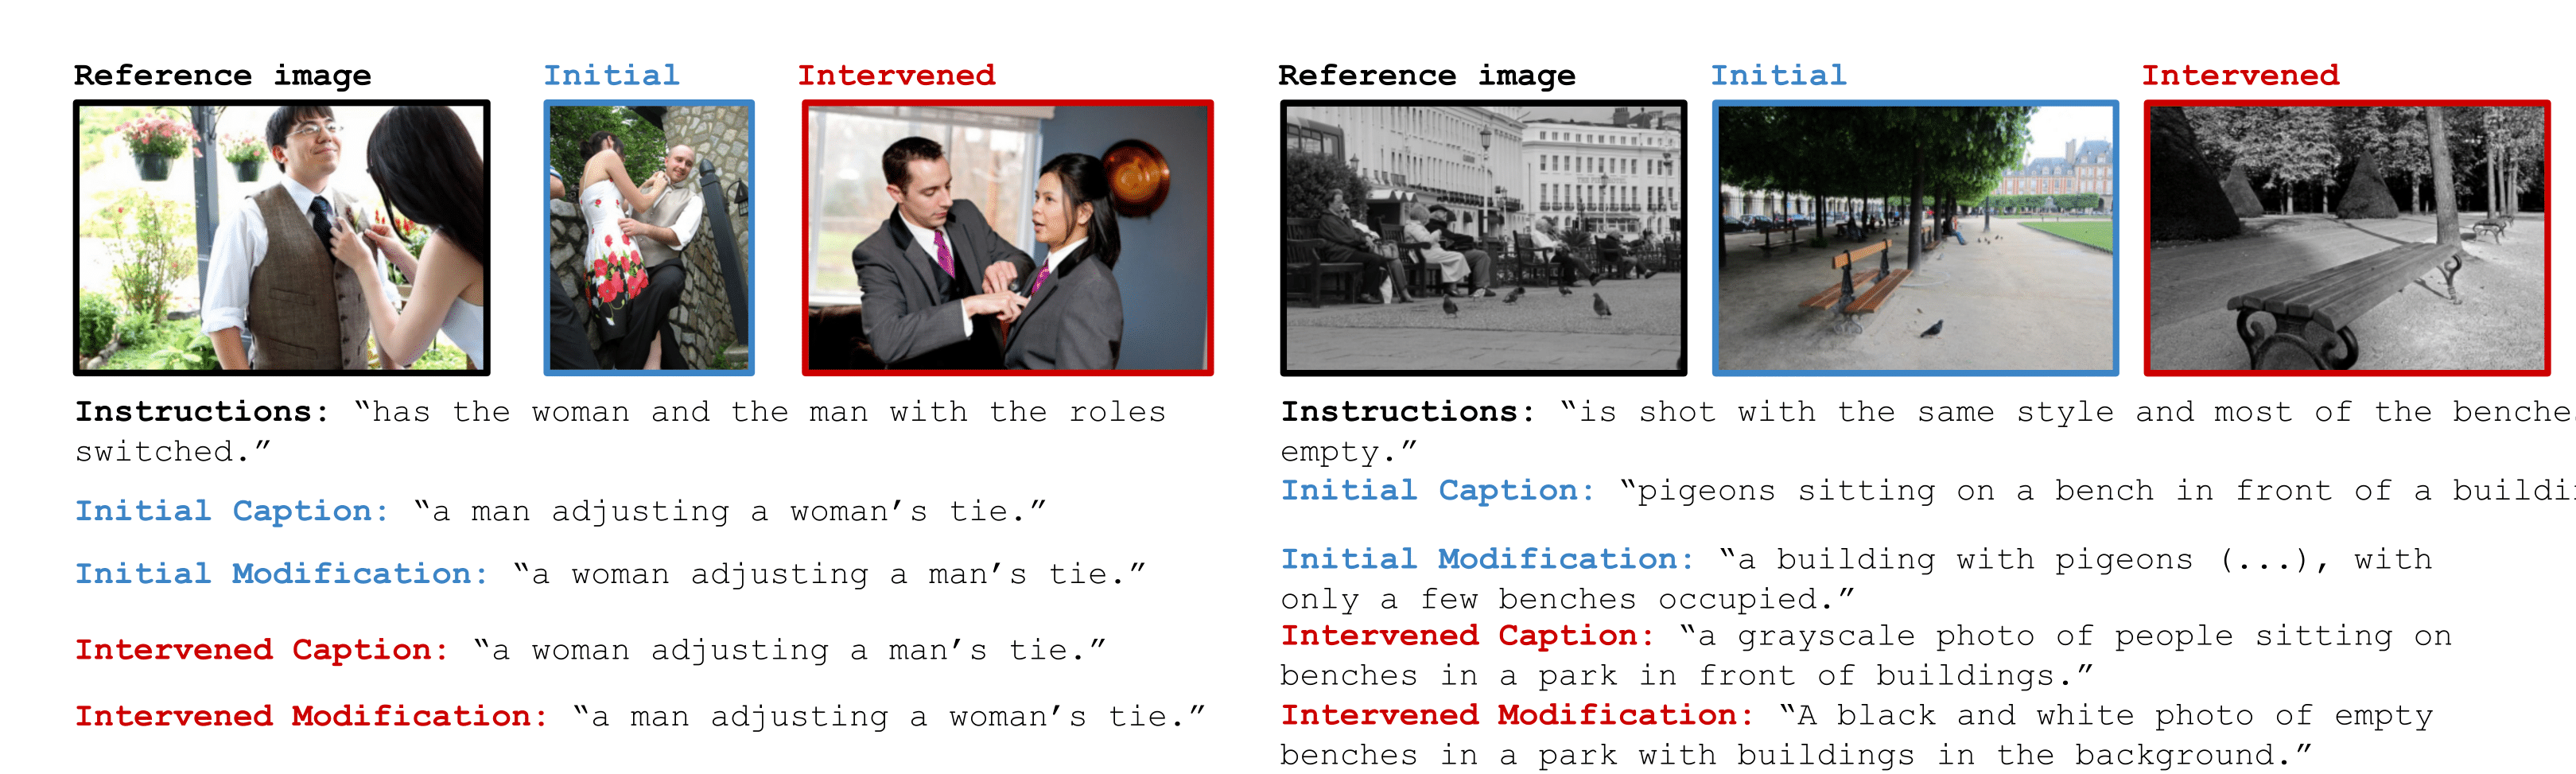 Reference image
Initial
Intervened
Instructions: “has the woman and the man with the roles
switched.”
Initial Caption: “a man adjusting a woman’s tie.”
Initial Modification: “a woman adjusting a man’s tie.”
Intervened Caption: “a woman adjusting a man’s tie.”
Intervened Modification: “a man adjusting a woman’s tie.”
Reference image
Initial
Intervened
Instructions: “is shot with the same style and most of the benche
empty.”
Initial Caption: “pigeons sitting on a bench in front of a buildi
Initial Modification: “a building with pigeons (...), with
only a few benches occupied.”
Intervened Caption: “a grayscale photo of people sitting on
benches in a park in front of buildings.”
Intervened Modification: “A black and white photo of empty
benches in a park with buildings in the background.”